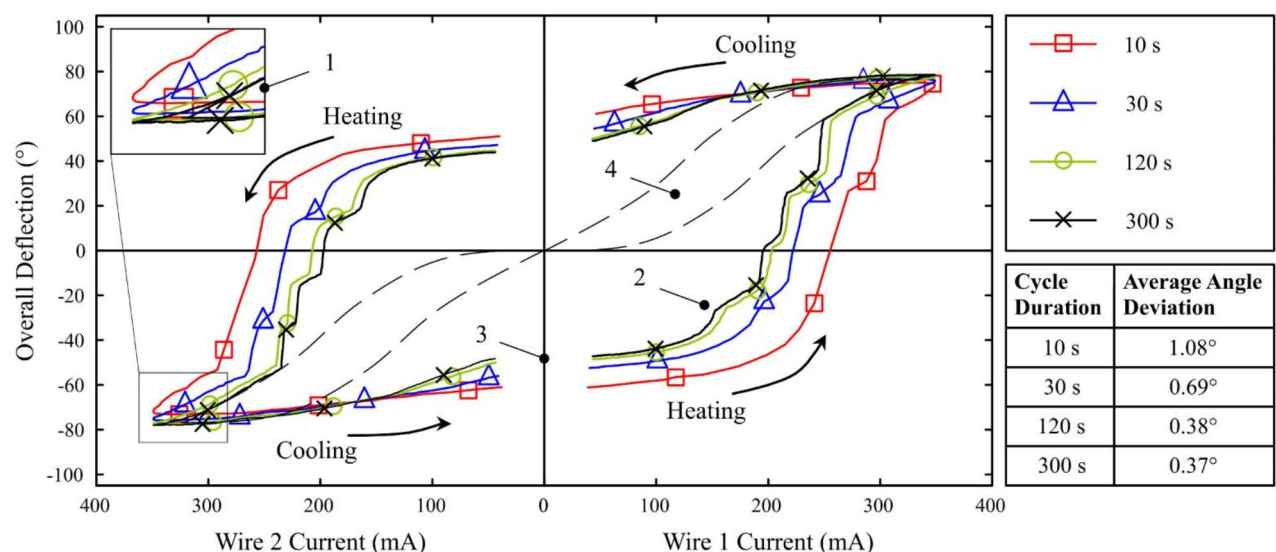 100
80
60
40
20
0
-20
-40
-60
-80
-100
Overall Deflection (°)
1
Heating
Cooling
4
2
3
Cooling
Heating
400
300
200
100
0
100
200
300
400
Wire 2 Current (mA)
Wire 1 Current (mA)
10 s
30 s
120 s
300 s
Cycle Duration Average Angle Deviation
10 s 1.08°
30 s 0.69°
120 s 0.38°
300 s 0.37°